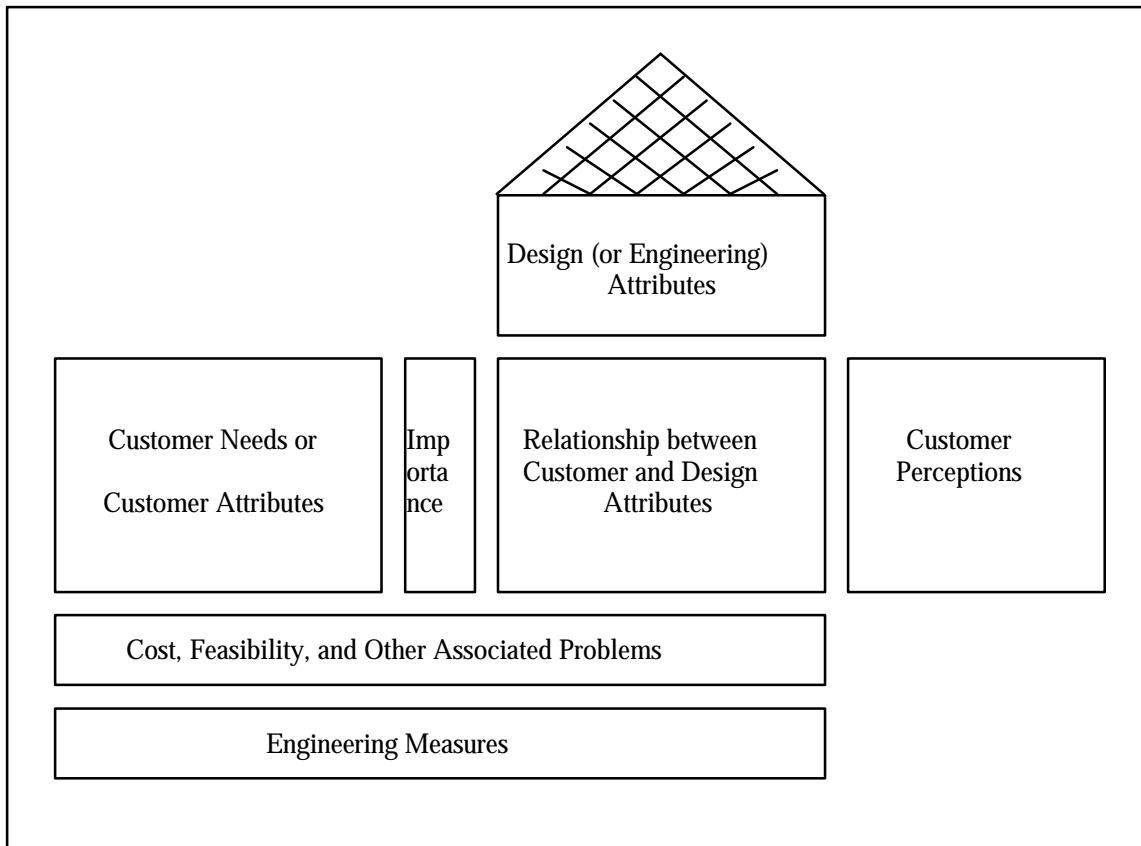 Design (or Engineering)
Attributes
Customer Needs or
Customer Attributes
Imp
orta
nce
Relationship between
Customer and Design
Attributes
Customer
Perceptions
Cost, Feasibility, and Other Associated Problems
Engineering Measures